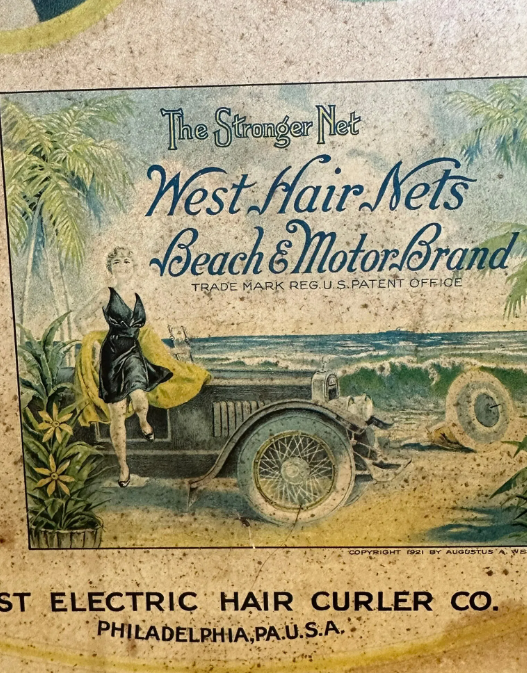 The Stronger Net
West Hair Nets
Beach & Motor Brand
TRADE MARK REG. U.S. PATENT OFFICE
COPYRIGHT 1921 BY AUGUSTUS A. WE
ST ELECTRIC HAIR CURLER CO.
PHILADELPHIA, PA. U.S.A.